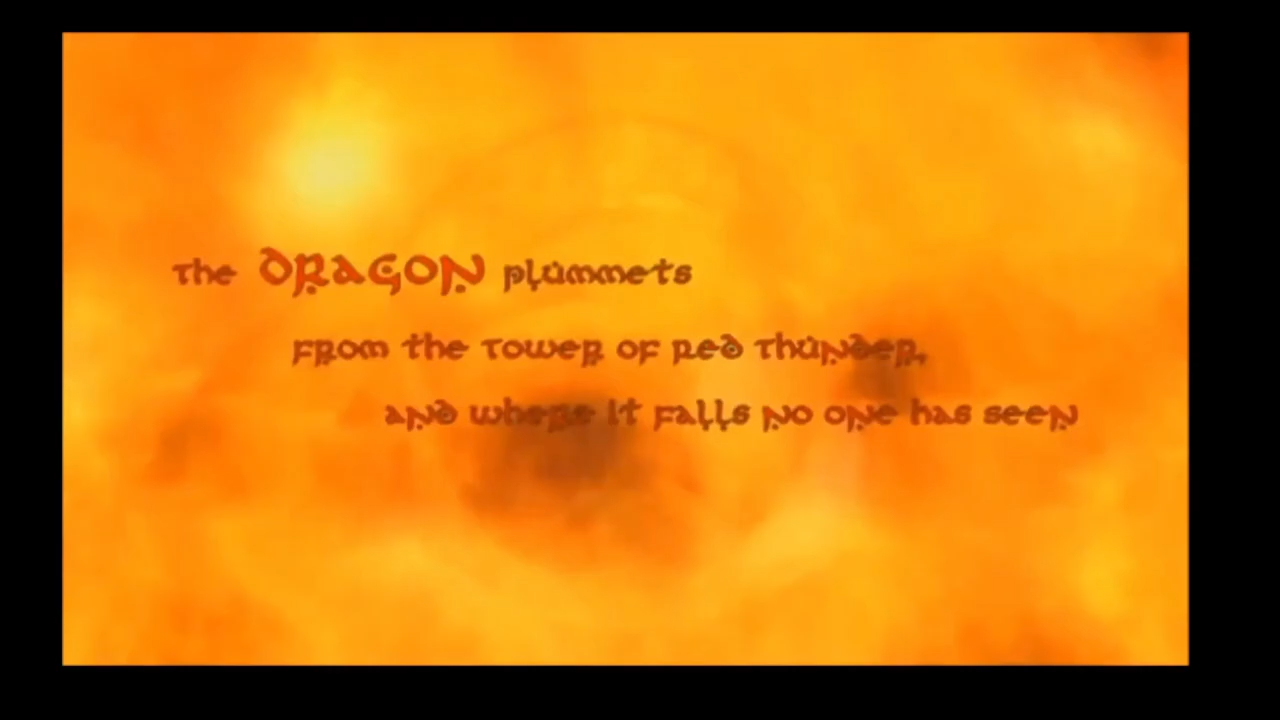 the DRAGON plummets
from the tower of red thunder,
and where it falls no one has seen